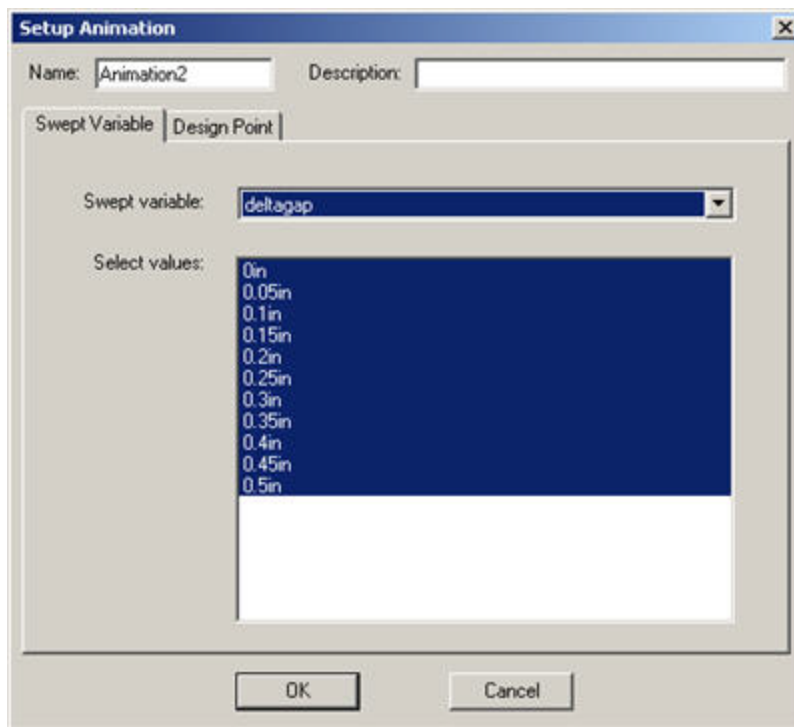 Setup Animation
Name: Animation2 Description:
Swept Variable Design Point
Swept variable: deltagap
Select values: 0in
0.05in
0.1in
0.15in
0.2in
0.25in
0.3in
0.35in
0.4in
0.45in
0.5in
OK Cancel